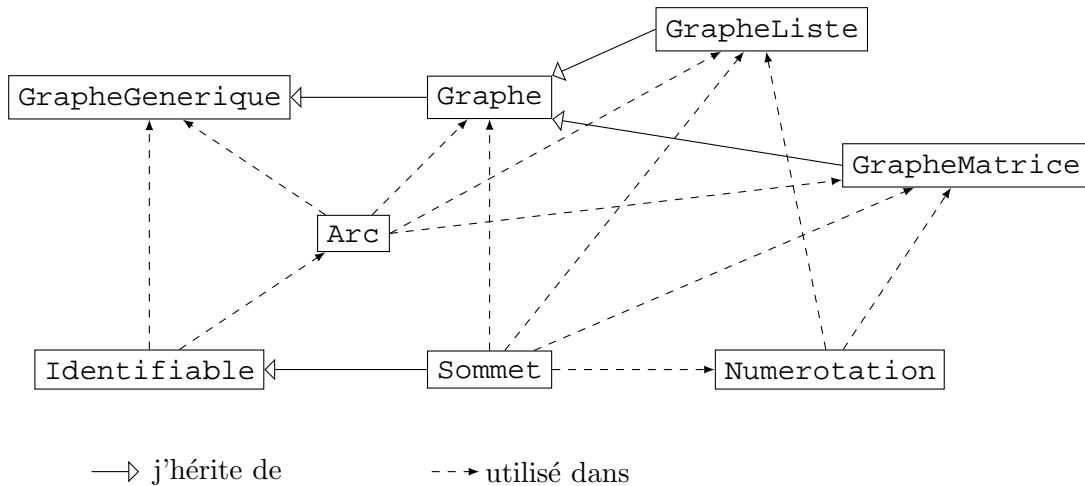 GrapheListe
GrapheGenerique
Graphe
GrapheMatrice
Arc
Identifiable
Sommet
Numerotation
j'hérite de
utilisé dans